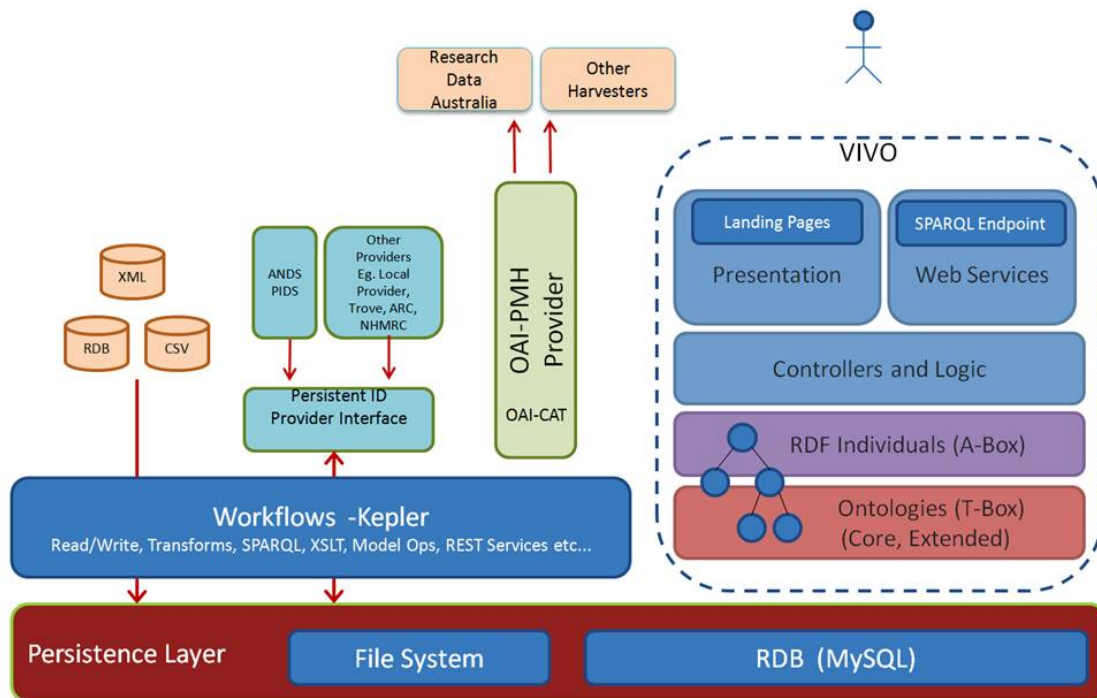 Research
Data
Australia
Other
Harvesters
VIVO
Landing Pages
Presentation
SPARQL Endpoint
Web Services
XML
RDB
CSV
ANDS
PIDS
Other
Providers
Eg. Local
Provider,
Trove, ARC,
NHMRC
OAI-PMH
Provider
OAI-CAT
Persistent ID
Provider Interface
Controllers and Logic
RDF Individuals (A-Box)
Ontologies (T-Box)
(Core, Extended)
Workflows -Kepler
Read/Write, Transforms, SPARQL, XSLT, Model Ops, REST Services etc...
Persistence Layer
File System
RDB (MySQL)